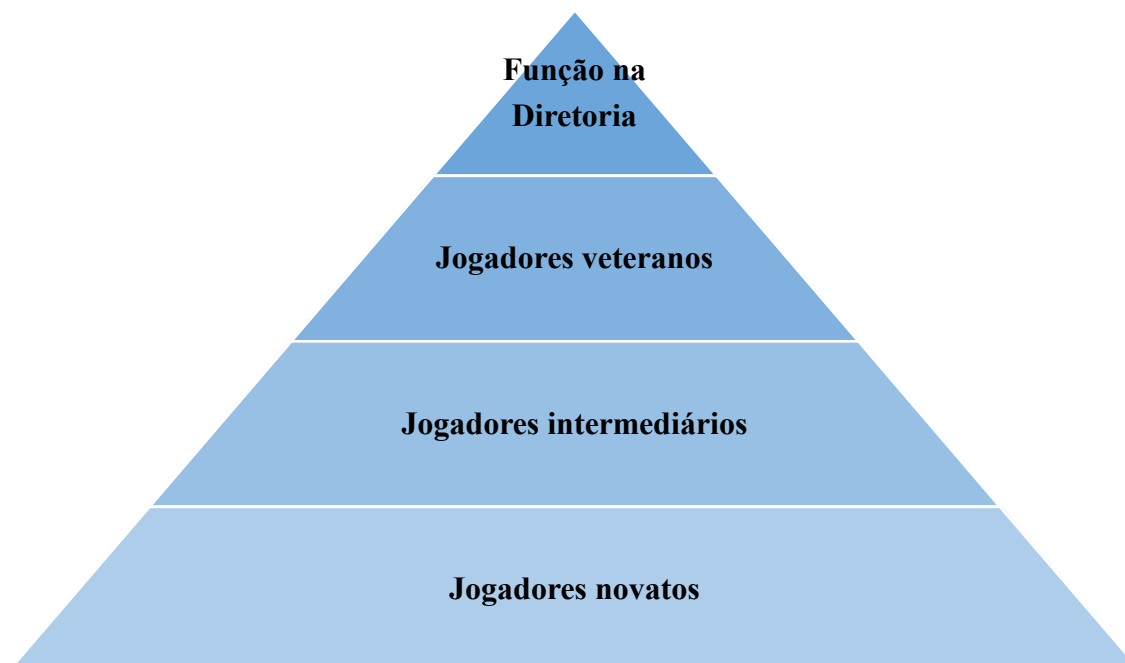 Função na
Diretoria
Jogadores veteranos
Jogadores intermediários
Jogadores novatos